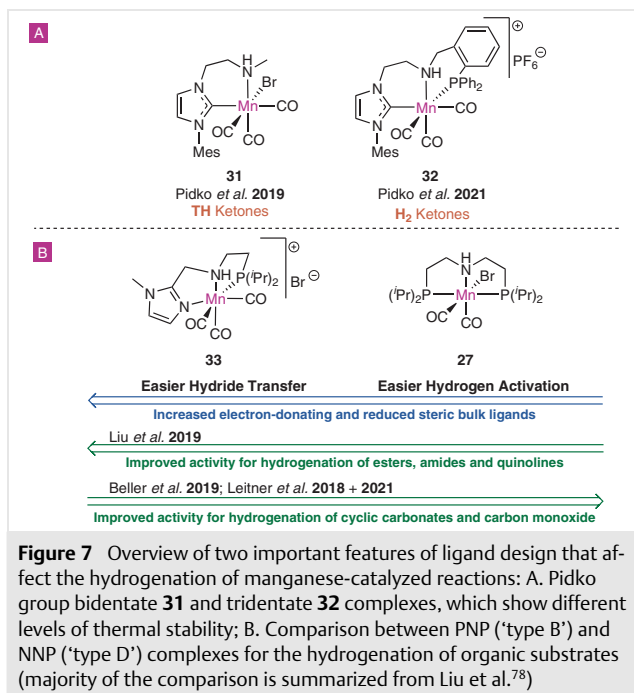 A
N
N
Mes
NH
Br
Mn
CO
CO
OC
31
Pidko et al. 2019
TH Ketones
N
N
Mes
NH
PPh2
Mn
CO
CO
OC
⊕
PF6⊖
32
Pidko et al. 2021
H2 Ketones
B
N
N
NH
P(iPr)2
Mn
CO
CO
OC
⊕
Br⊖
33
H
N
Br
(iPr)2P
Mn
P(iPr)2
OC
CO
27
Easier Hydride Transfer Easier Hydrogen Activation
Increased electron-donating and reduced steric bulk ligands
Liu et al. 2019
Improved activity for hydrogenation of esters, amides and quinolines
Beller et al. 2019; Leitner et al. 2018 + 2021
Improved activity for hydrogenation of cyclic carbonates and carbon monoxide
Figure 7 Overview of two important features of ligand design that af-
fect the hydrogenation of manganese-catalyzed reactions: A. Pidko
group bidentate 31 and tridentate 32 complexes, which show different
levels of thermal stability; B. Comparison between PNP (‘type B’) and
NNP (‘type D’) complexes for the hydrogenation of organic substrates
(majority of the comparison is summarized from Liu et al.78)